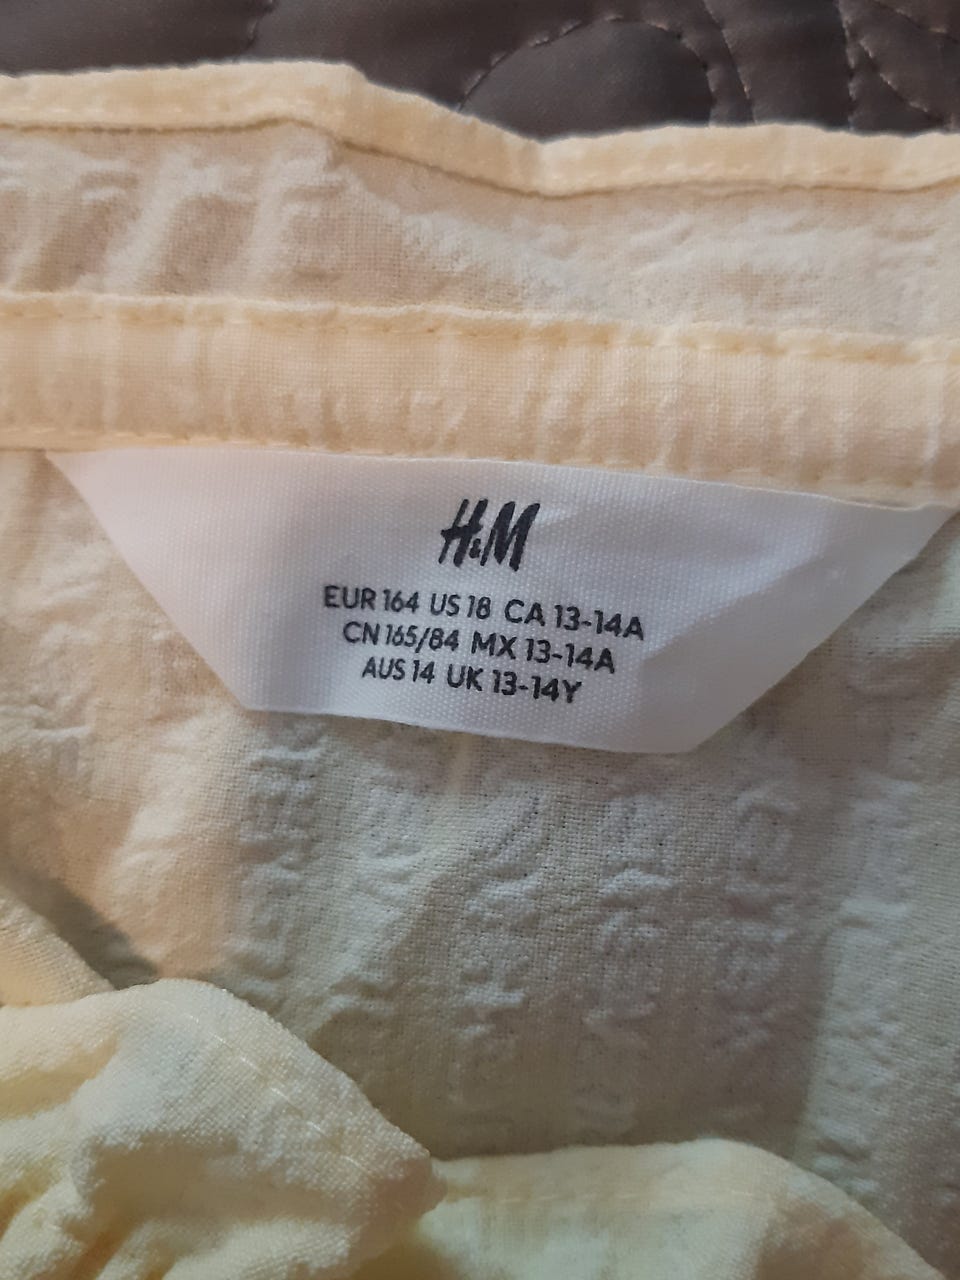 H&M
EUR 164 US 18 CA 13-14A
CN 165/84 MX 13-14A
AUS 14 UK 13-14Y